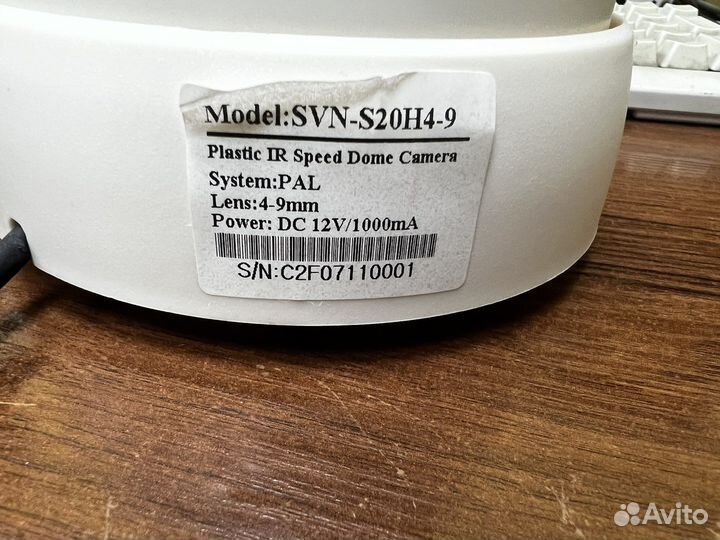 Model:SVN-S20H4-9
Plastic IR Speed Dome Camera
System:PAL
Lens:4-9mm
Power: DC 12V/1000mA
S/N:C2F07110001
Avito